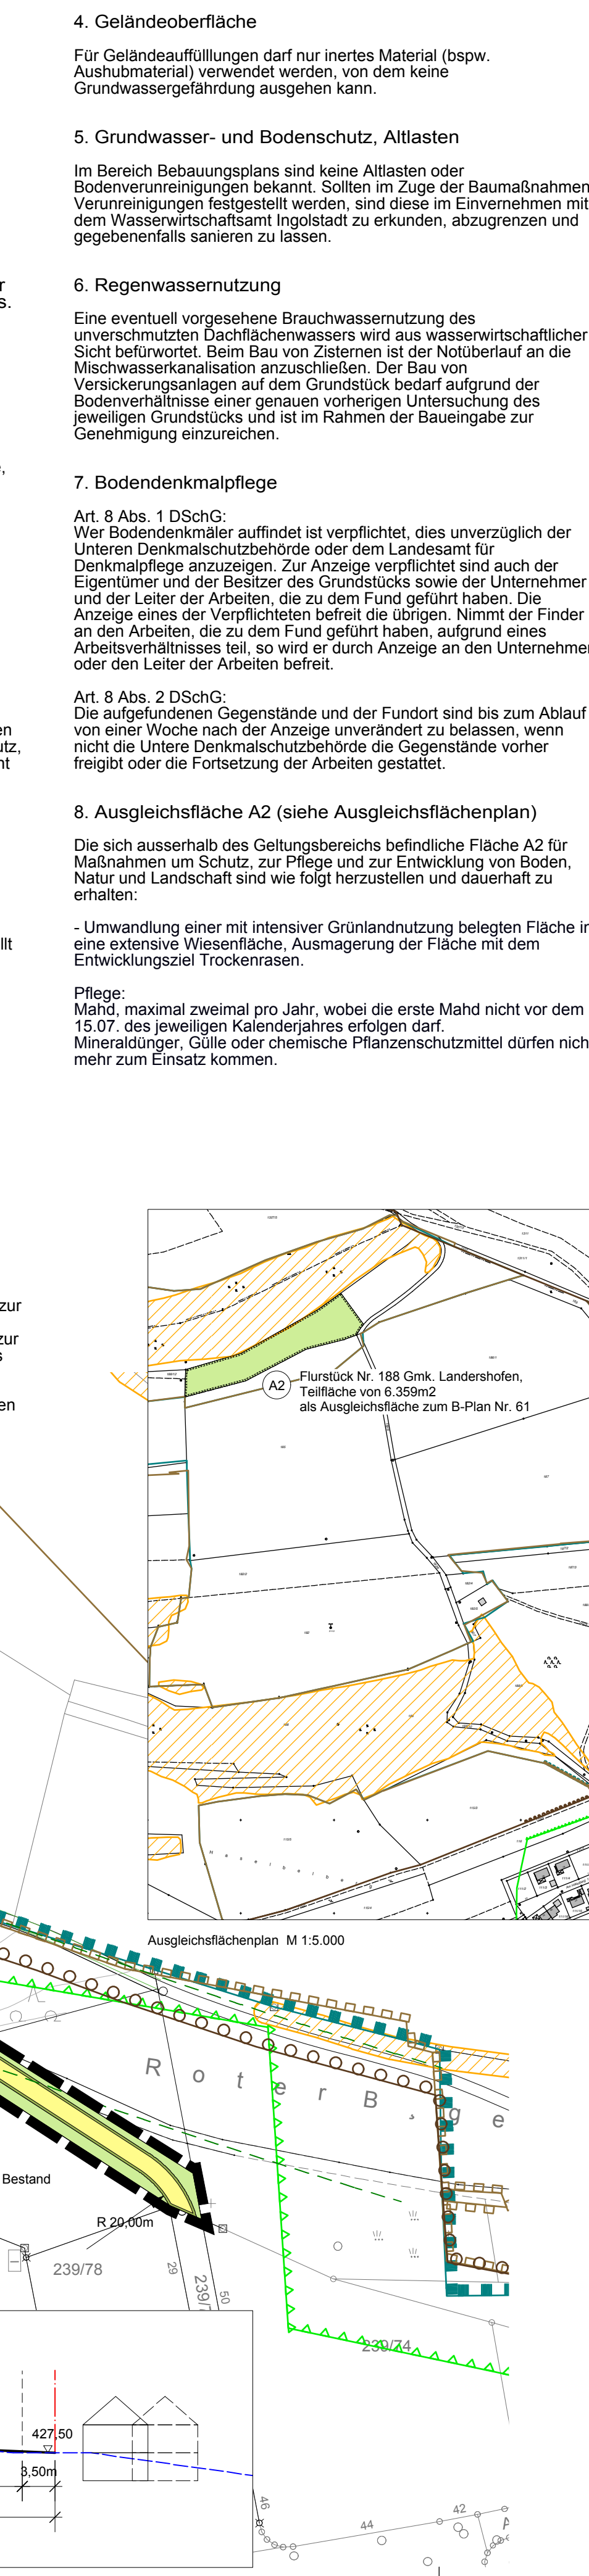 4. Geländeoberfläche
Für Geländeauffülllungen darf nur inertes Material (bspw.
Aushubmaterial) verwendet werden, von dem keine
Grundwassergefährdung ausgehen kann.
5. Grundwasser- und Bodenschutz, Altlasten
Im Bereich Bebauungsplans sind keine Altlasten oder
Bodenverunreinigungen bekannt. Sollten im Zuge der Baumaßnahmen
Verunreinigungen festgestellt werden, sind diese im Einvernehmen mit
dem Wasserwirtschaftsamt Ingolstadt zu erkunden, abzugrenzen und
gegebenenfalls sanieren zu lassen.
r
s.
6. Regenwassernutzung
Eine eventuell vorgesehene Brauchwassernutzung des
unverschmutzten Dachflächenwassers wird aus wasserwirtschaftlicher
Sicht befürwortet. Beim Bau von Zisternen ist der Notüberlauf an die
Mischwasserkanalisation anzuschließen. Der Bau von
Versickerungsanlagen auf dem Grundstück bedarf aufgrund der
Bodenverhältnisse einer genauen vorherigen Untersuchung des
jeweiligen Grundstücks und ist im Rahmen der Baueingabe zur
Genehmigung einzureichen.
7. Bodendenkmalpflege
Art. 8 Abs. 1 DSchG:
Wer Bodendenkmäler auffindet ist verpflichtet, dies unverzüglich der
Unteren Denkmalschutzbehörde oder dem Landesamt für
Denkmalpflege anzuzeigen. Zur Anzeige verpflichtet sind auch der
Eigentümer und der Besitzer des Grundstücks sowie der Unternehmer
und der Leiter der Arbeiten, die zu dem Fund geführt haben. Die
Anzeige eines der Verpflichteten befreit die übrigen. Nimmt der Finder
an den Arbeiten, die zu dem Fund geführt haben, aufgrund eines
Arbeitsverhältnisses teil, so wird er durch Anzeige an den Unternehmer
oder den Leiter der Arbeiten befreit.
Art. 8 Abs. 2 DSchG:
Die aufgefundenen Gegenstände und der Fundort sind bis zum Ablauf
von einer Woche nach der Anzeige unverändert zu belassen, wenn
nicht die Untere Denkmalschutzbehörde die Gegenstände vorher
freigibt oder die Fortsetzung der Arbeiten gestattet.
en
utz,
nt
8. Ausgleichsfläche A2 (siehe Ausgleichsflächenplan)
Die sich ausserhalb des Geltungsbereichs befindliche Fläche A2 für
Maßnahmen um Schutz, zur Pflege und zur Entwicklung von Boden,
Natur und Landschaft sind wie folgt herzustellen und dauerhaft zu
erhalten:
- Umwandlung einer mit intensiver Grünlandnutzung belegten Fläche in
eine extensive Wiesenfläche, Ausmagerung der Fläche mit dem
Entwicklungsziel Trockenrasen.
llt
Pflege:
Mahd, maximal zweimal pro Jahr, wobei die erste Mahd nicht vor dem
15.07. des jeweiligen Kalenderjahres erfolgen darf.
Mineraldünger, Gülle oder chemische Pflanzenschutzmittel dürfen nich
mehr zum Einsatz kommen.
zur
zur
s
en
A2
Flurstück Nr. 188 Gmk. Landershofen,
Teilfläche von 6.359m2
als Ausgleichsfläche zum B-Plan Nr. 61
Ausgleichsflächenplan M 1:5.000
R o t e r B , g e
Bestand
R 20,00m
239/78
29
239/7
50
239/74
427,50
3,50m
46
44
42